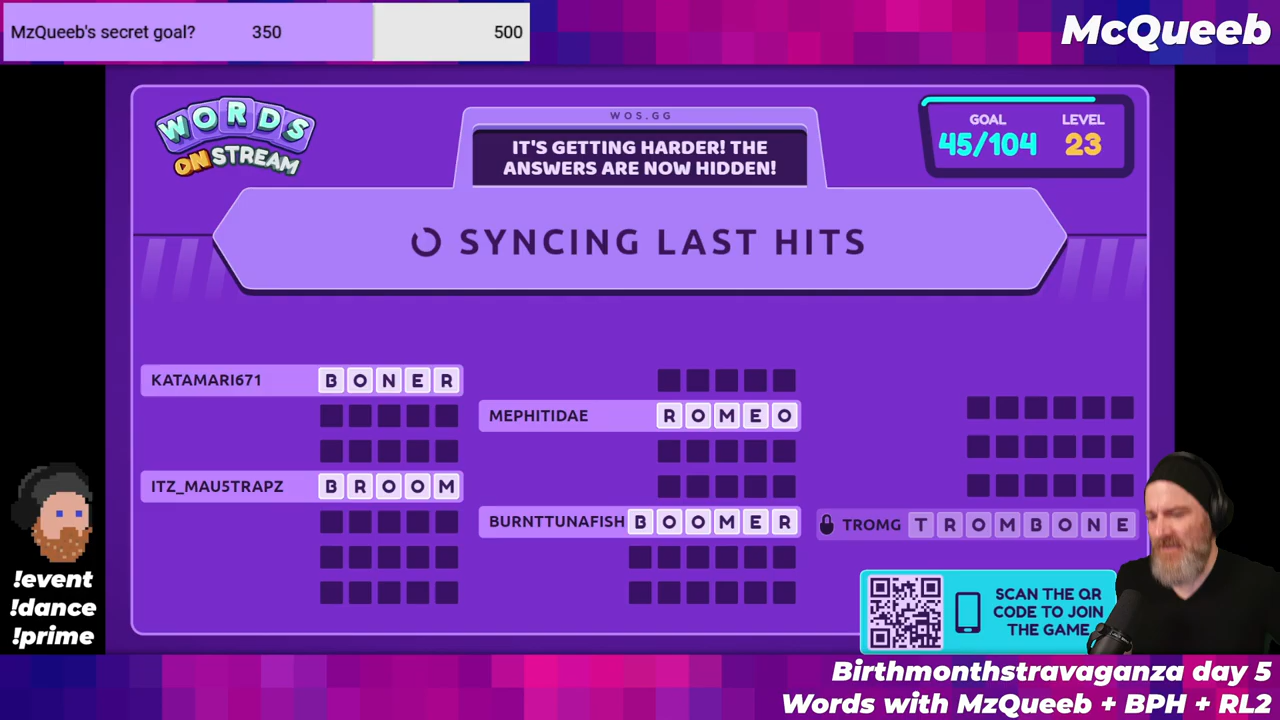 MzQueeb's secret goal? 350 500
McQueeb
WORDS
ON STREAM
WOS.GG
IT'S GETTING HARDER! THE
ANSWERS ARE NOW HIDDEN!
GOAL LEVEL
45/104 23
SYNCING LAST HITS
KATAMARI671 BONER
MEPHITIDAE ROMEO
ITZ_MAU5TRAPZ BROOM
BURNTTUNAFISH BOOMER
TROMG TROMBONE
SCAN THE QR
CODE TO JOIN
THE GAME
!event
!dance
!prime
Birthmonthstravaganza day 5
Words with MzQueeb + BPH + RL2